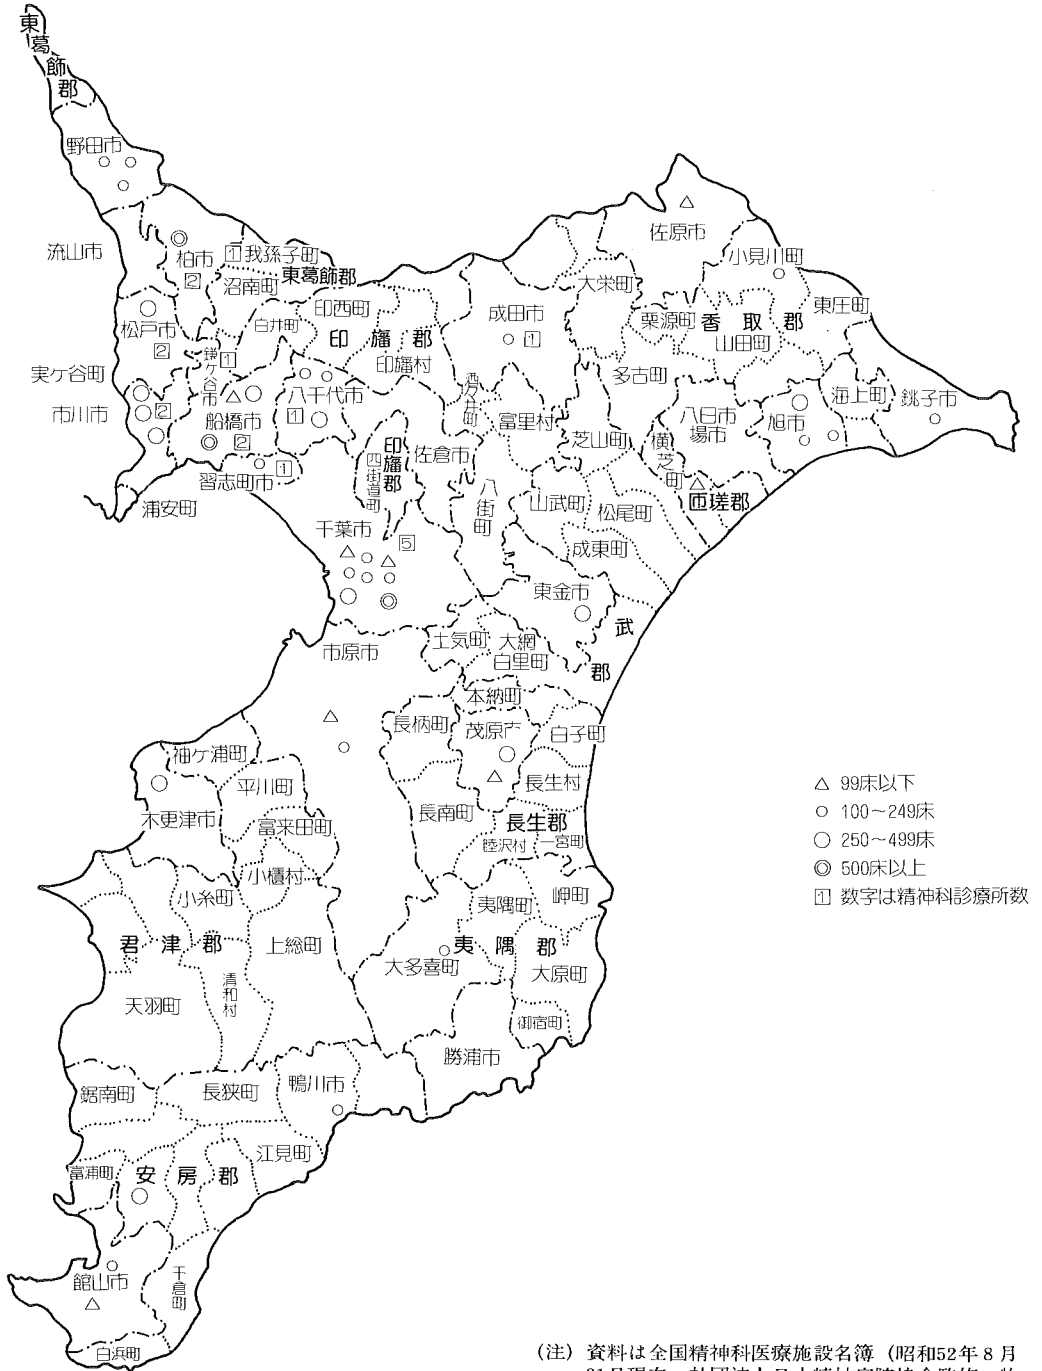 東葛飾郡
野田市
流山市
柏市
2
1
我孫子町
沼南町
東葛飾郡
松戸市
2
白井町
印西町
印旛郡
印旛村
成田市
1
大栄町
佐原市
小見川町
栗源町
香取郡
山田町
東圧町
多古町
実ケ谷町
鎌ヶ谷市
1
市川市
2
船橋市
2
八千代市
1
習志町市
1
浦安町
印旛郡
四街道町
佐倉市
富里村
八街町
芝山町
横芝町
八日市場市
旭市
海上町
銚子市
匝瑳郡
山武町
松尾町
成東町
千葉市
5
東金市
武
郡
市原市
土気町
大網白里町
本納町
長柄町
茂原市
白子町
長生村
長南町
長生郡
睦沢村
一宮町
袖ケ浦町
平川町
木更津市
富来田町
小櫃村
小糸町
君津郡
上総町
清和村
天羽町
夷隅町
岬町
夷隅郡
大多喜町
大原町
御宿町
勝浦市
鋸南町
長狭町
鴨川市
江見町
富浦町
安房郡
館山市
千倉町
白浜町
△ 99床以下
○ 100～249床
○ 250～499床
◎ 500床以上
1 数字は精神科診療所数
(注) 資料は全国精神科医療施設名簿（昭和52年8月